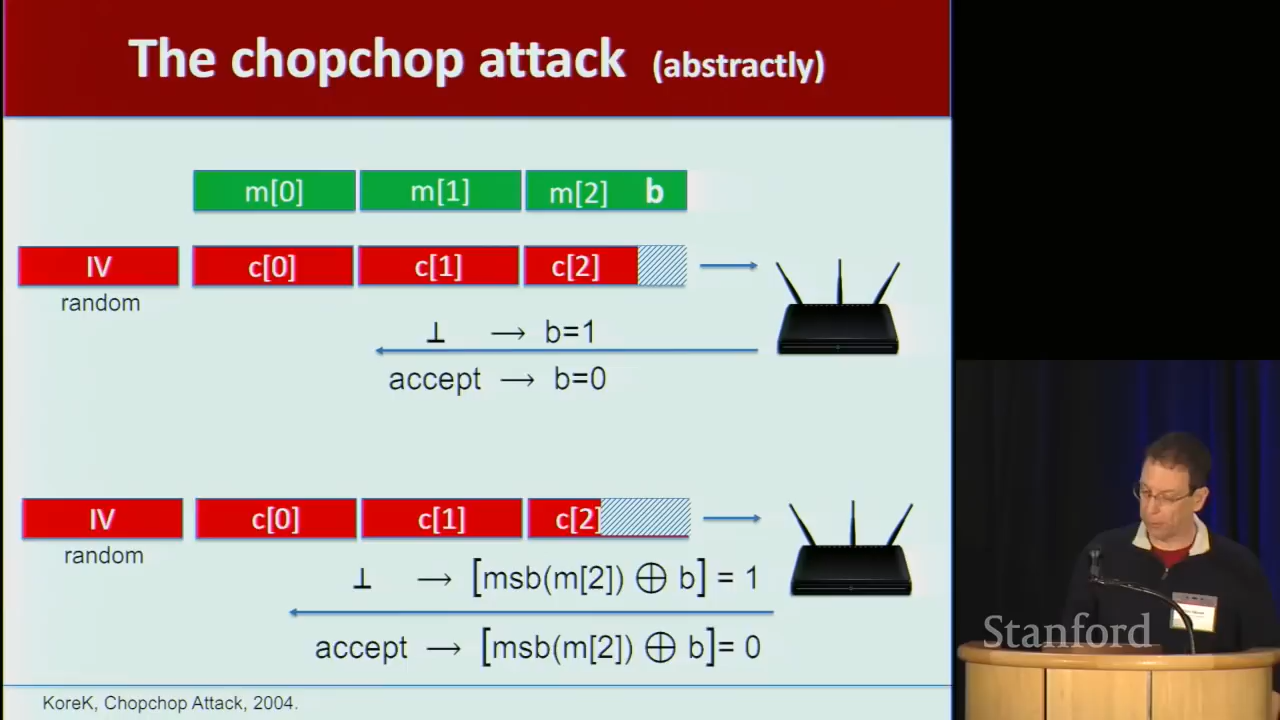 The chopchop attack (abstractly)
m[0] m[1] m[2] b
IV c[0] c[1] c[2]
random
⊥ → b=1
accept → b=0
IV c[0] c[1] c[2]
random
⊥ → [msb(m[2]) ⊕ b] = 1
accept → [msb(m[2]) ⊕ b]= 0
KoreK, Chopchop Attack, 2004.
Stanford